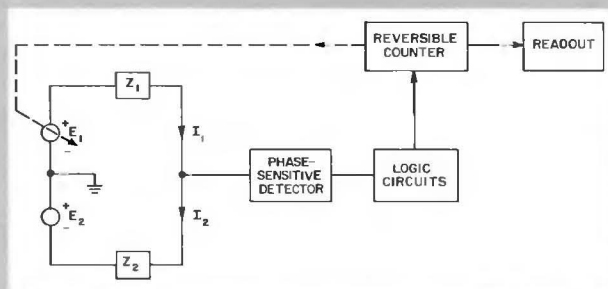 REVERSIBLE
COUNTER
READOUT
Z1
+
E1
-
I1
PHASE-
SENSITIVE
DETECTOR
LOGIC
CIRCUITS
+
E2
-
I2
Z2